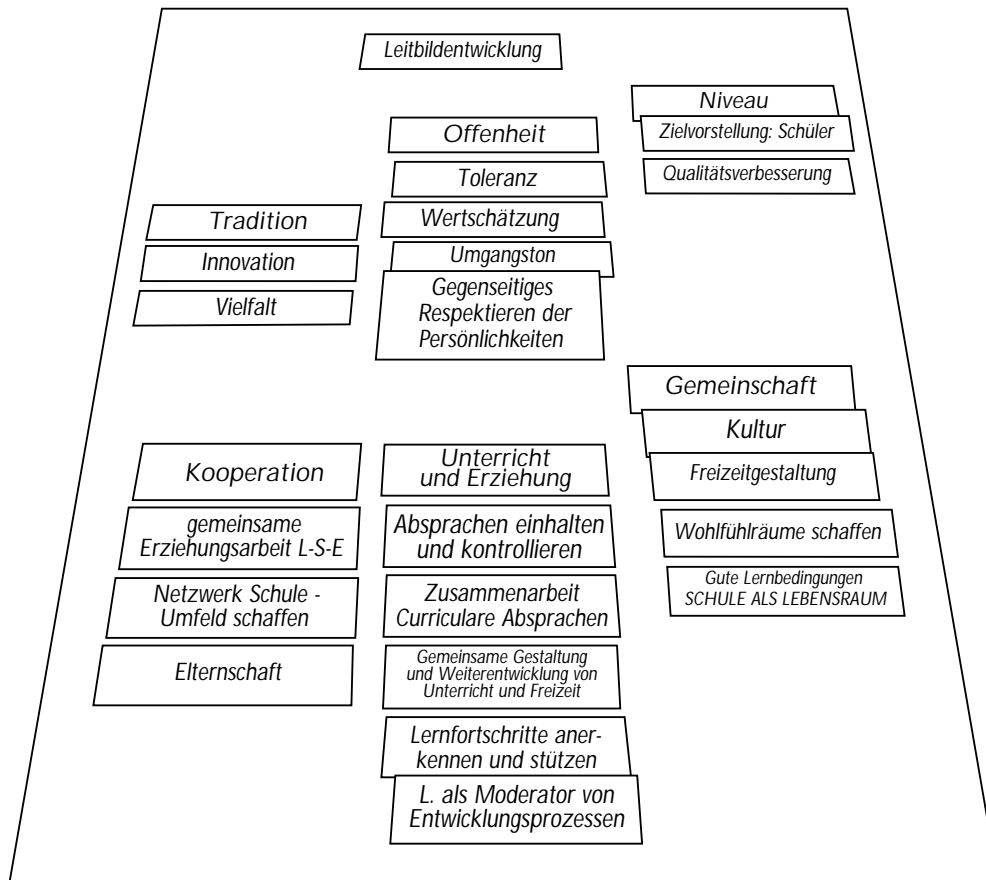 Leitbildentwicklung
Niveau
Zielvorstellung: Schüler
Qualitätsverbesserung
Offenheit
Toleranz
Wertschätzung
Umgangston
Gegenseitiges
Respektieren der
Persönlichkeiten
Tradition
Innovation
Vielfalt
Gemeinschaft
Kultur
Freizeitgestaltung
Wohlfühlräume schaffen
Gute Lernbedingungen
SCHULE ALS LEBENSRAUM
Kooperation
gemeinsame
Erziehungsarbeit L-S-E
Netzwerk Schule -
Umfeld schaffen
Elternschaft
Unterricht
und Erziehung
Absprachen einhalten
und kontrollieren
Zusammenarbeit
Curriculare Absprachen
Gemeinsame Gestaltung
und Weiterentwicklung von
Unterricht und Freizeit
Lernfortschritte aner-
kennen und stützen
L. als Moderator von
Entwicklungsprozessen